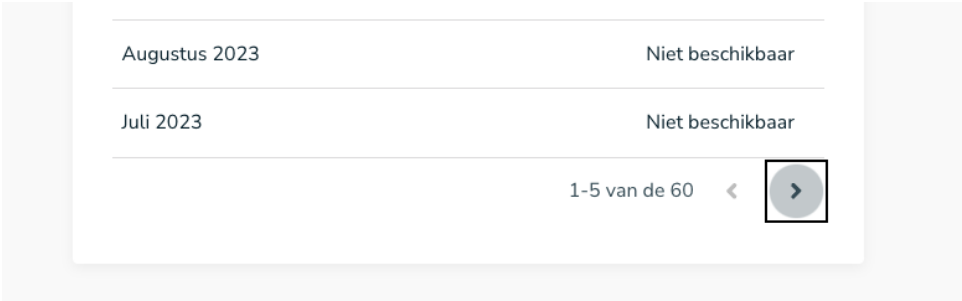 Augustus 2023 Niet beschikbaar
Juli 2023 Niet beschikbaar
1-5 van de 60